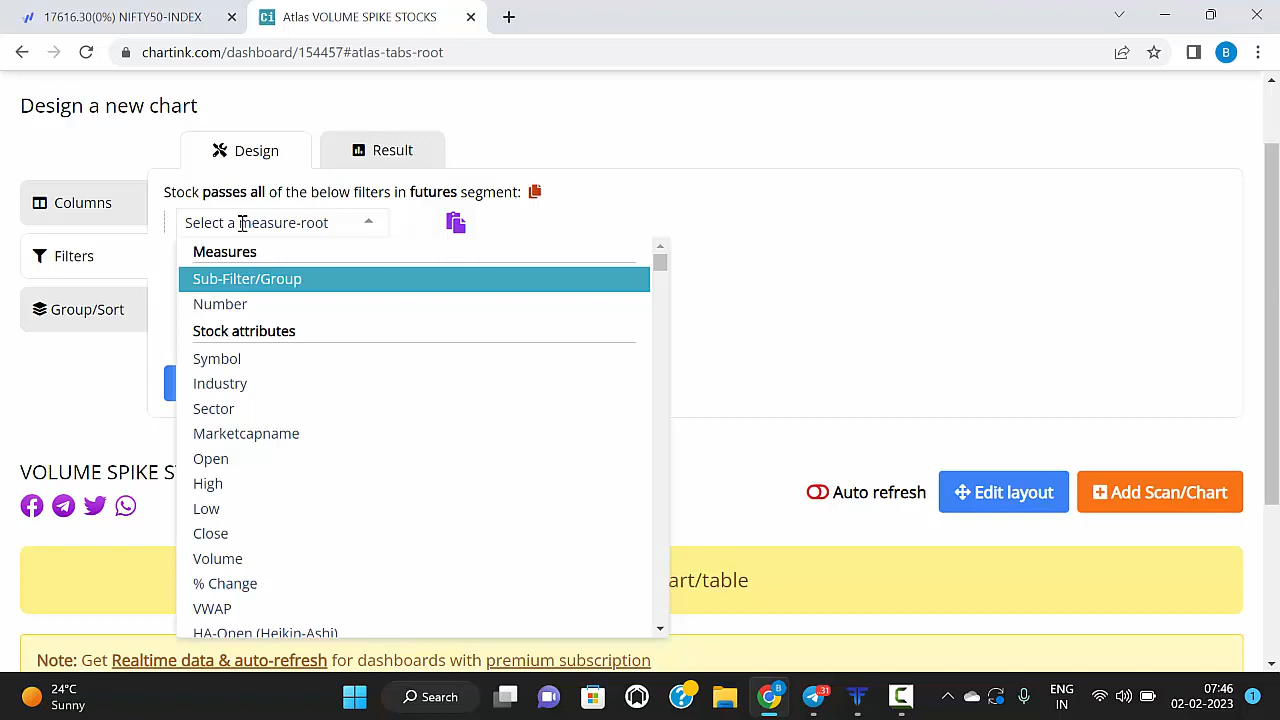 17616.30(0%) NIFTY50-INDEX
Ci Atlas VOLUME SPIKE STOCKS
chartink.com/dashboard/154457#atlas-tabs-root
B
Design a new chart
Design
Result
Stock passes all of the below filters in futures segment:
Columns
Filters
Group/Sort
Select a measure-root
Measures
Sub-Filter/Group
Number
Stock attributes
Symbol
Industry
Sector
Marketcapname
Open
High
Low
Close
Volume
% Change
VWAP
HA-Open (Heikin-Ashi)
VOLUME SPIKE S
Auto refresh
Edit layout
Add Scan/Chart
art/table
Note: Get Realtime data & auto-refresh for dashboards with premium subscription
24°C
Sunny
Search
B
31
ENG
IN
07:46
02-02-2023
1